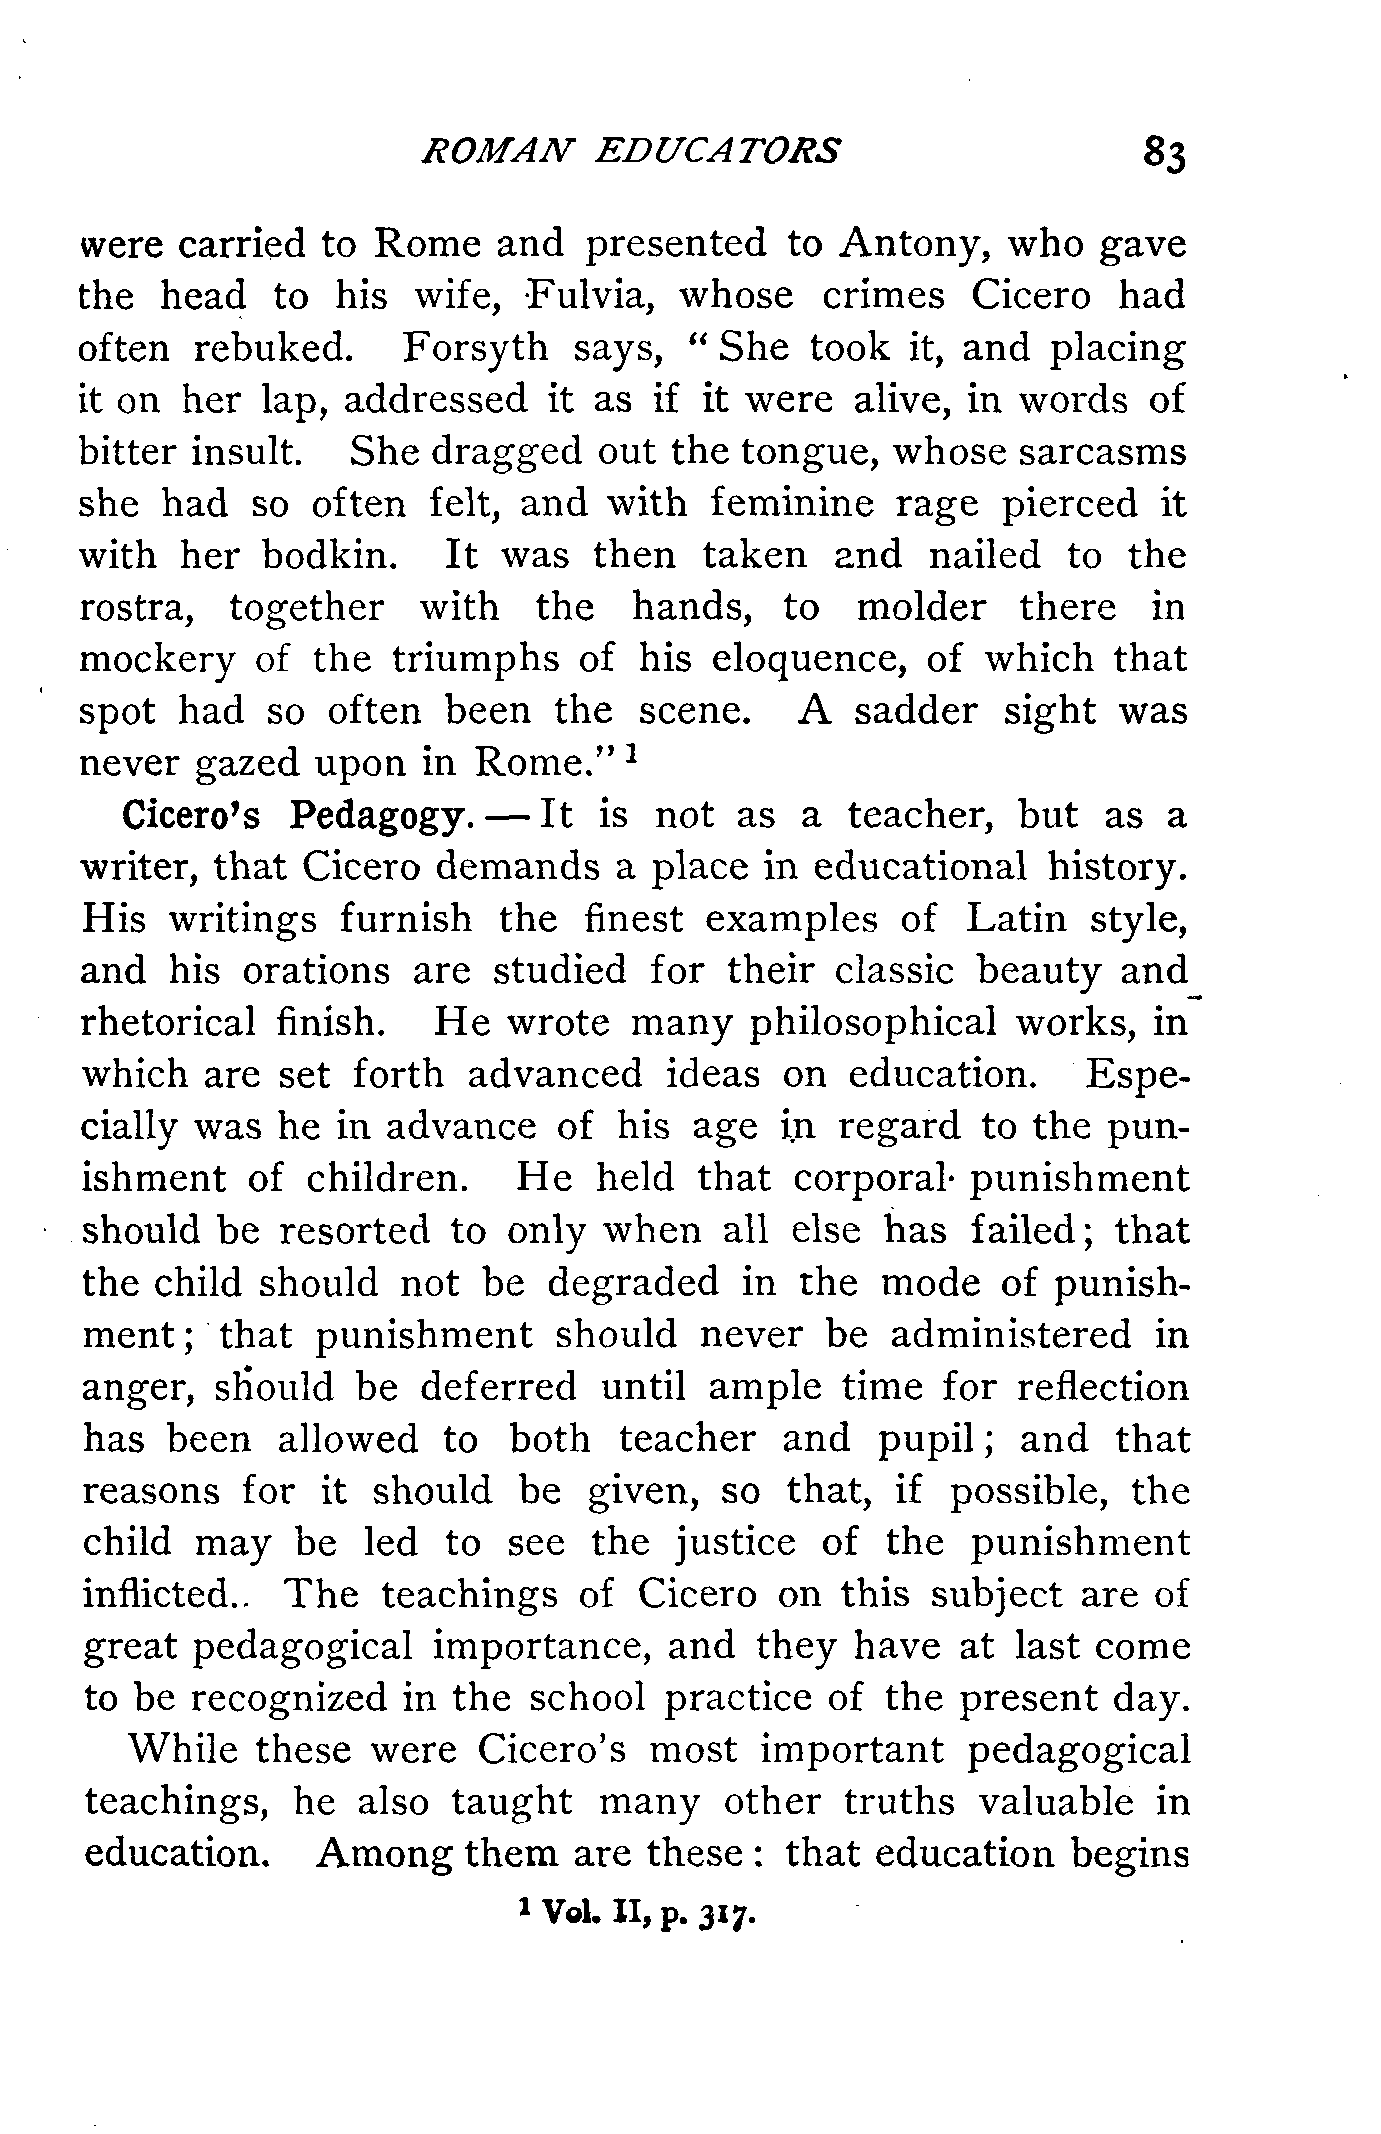 ROMAN EDUCATORS 83
were carried to Rome and presented to Antony, who gave
the head to his wife, Fulvia, whose crimes Cicero had
often rebuked. Forsyth says, “ She took it, and placing
it on her lap, addressed it as if it were alive, in words of
bitter insult. She dragged out the tongue, whose sarcasms
she had so often felt, and with feminine rage pierced it
with her bodkin. It was then taken and nailed to the
rostra, together with the hands, to molder there in
mockery of the triumphs of his eloquence, of which that
spot had so often been the scene. A sadder sight was
never gazed upon in Rome.” 1
Cicero’s Pedagogy. — It is not as a teacher, but as a
writer, that Cicero demands a place in educational history.
His writings furnish the finest examples of Latin style,
and his orations are studied for their classic beauty and
rhetorical finish. He wrote many philosophical works, in
which are set forth advanced ideas on education. Espe-
cially was he in advance of his age in regard to the pun-
ishment of children. He held that corporal punishment
should be resorted to only when all else has failed; that
the child should not be degraded in the mode of punish-
ment; that punishment should never be administered in
anger, should be deferred until ample time for reflection
has been allowed to both teacher and pupil; and that
reasons for it should be given, so that, if possible, the
child may be led to see the justice of the punishment
inflicted.. The teachings of Cicero on this subject are of
great pedagogical importance, and they have at last come
to be recognized in the school practice of the present day.
While these were Cicero’s most important pedagogical
teachings, he also taught many other truths valuable in
education. Among them are these: that education begins
1 Vol. II, p. 317.